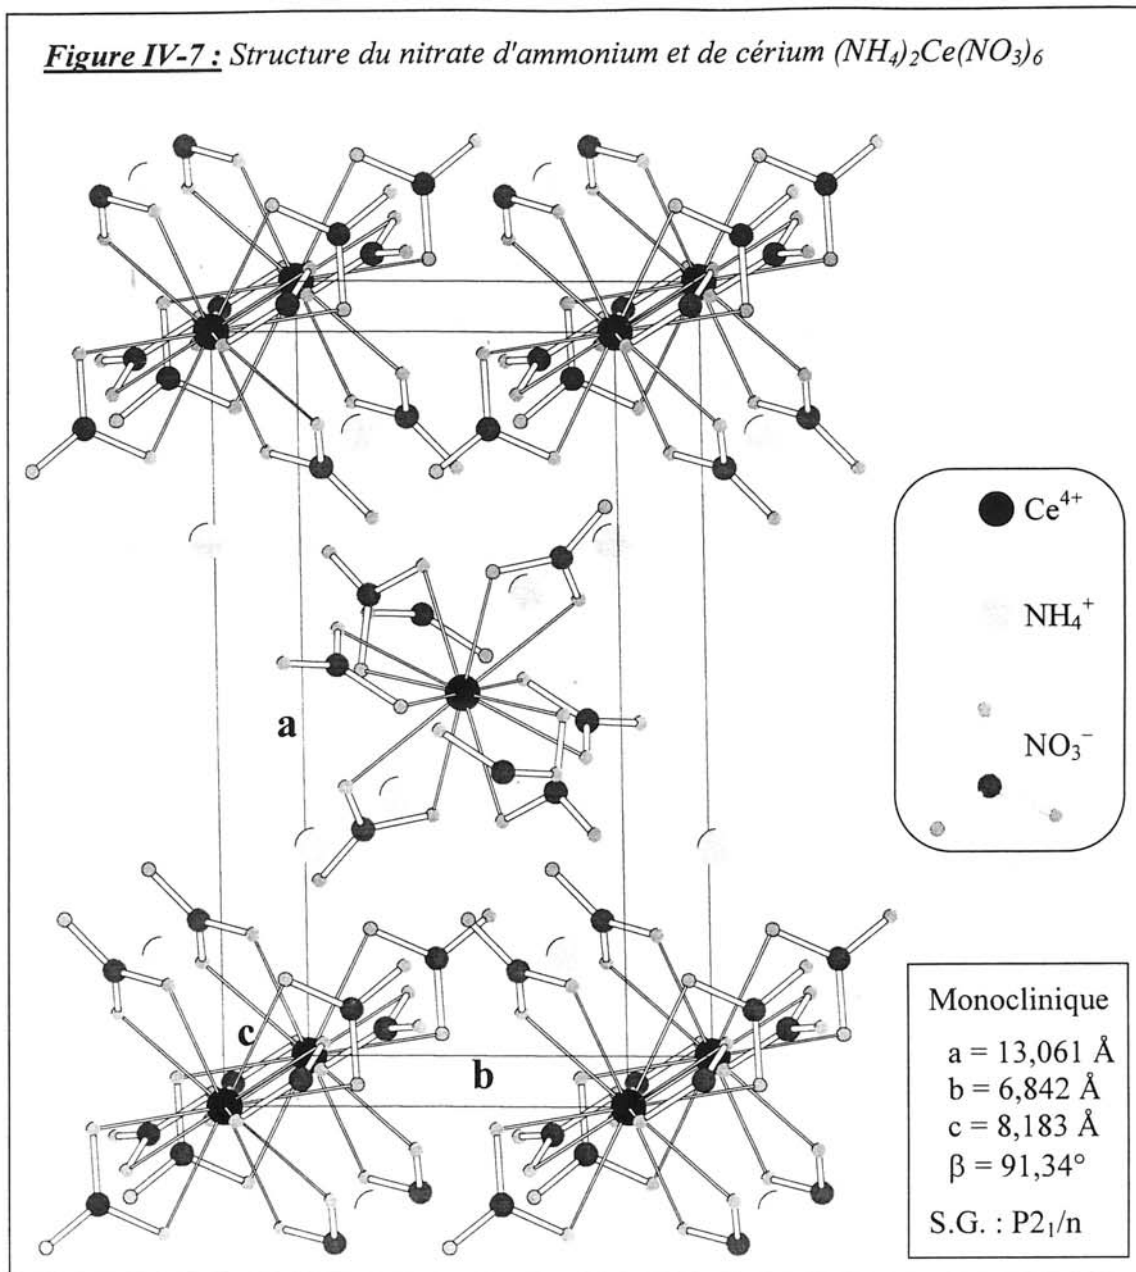 Figure IV-7 : Structure du nitrate d'ammonium et de cérium (NH₄)₂Ce(NO₃)₆
Ce⁴⁺
NH₄⁺
NO₃⁻
a
c
b
Monoclinique
a = 13,061 Å
b = 6,842 Å
c = 8,183 Å
β = 91,34°
S.G. : P2₁/n